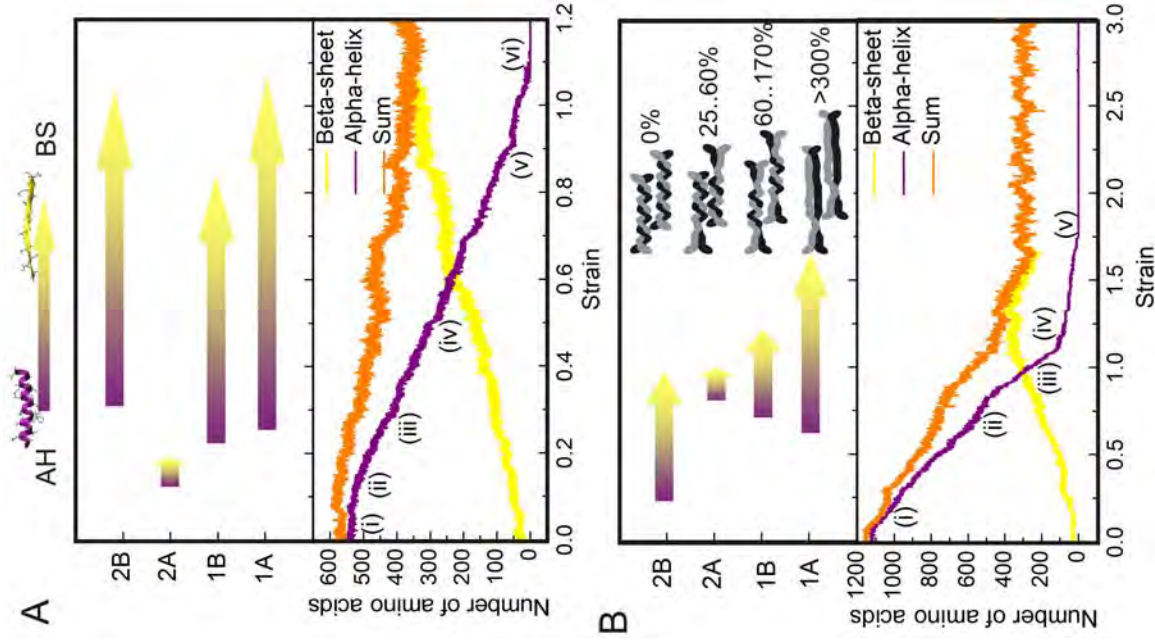 A
AH
BS
2B
2A
1B
1A
Number of amino acids
600
500
400
300
200
100
0
Beta-sheet
Alpha-helix
Sum
(i)
(ii)
(iii)
(iv)
(v)
(vi)
0.0
0.2
0.4
0.6
0.8
1.0
1.2
Strain
B
2B
2A
1B
1A
0%
25..60%
60..170%
>300%
Number of amino acids
1200
1000
800
600
400
200
0
Beta-sheet
Alpha-helix
Sum
(i)
(ii)
(iii)
(iv)
(v)
0.0
0.5
1.0
1.5
2.0
2.5
3.0
Strain